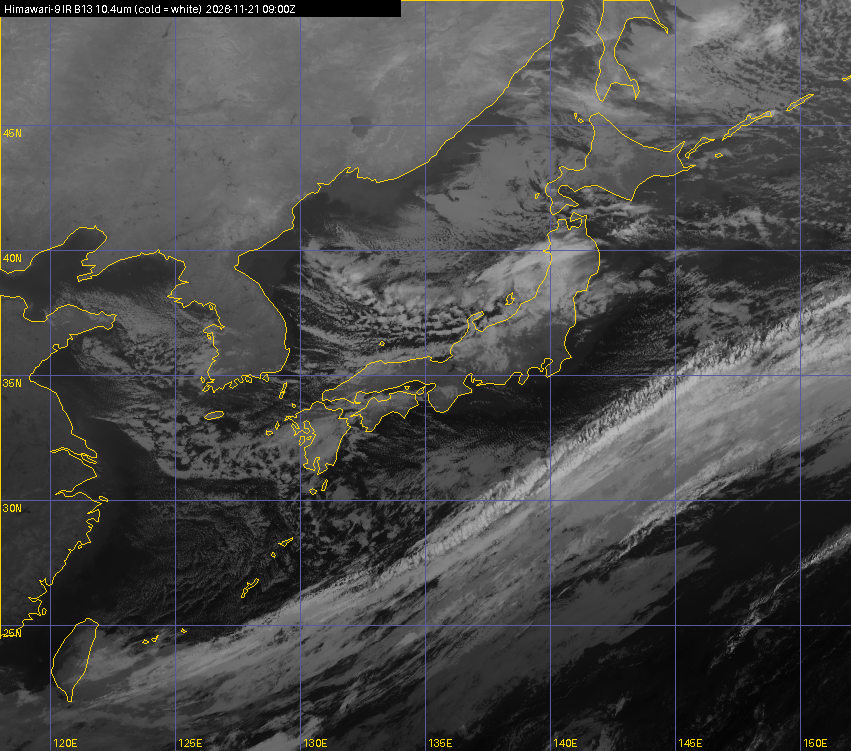 Himawari-9 IR B13 10.4um (cold = white) 2026-11-21 09:00Z
45N
40N
35N
30N
25N
120E
125E
130E
135E
140E
145E
150E